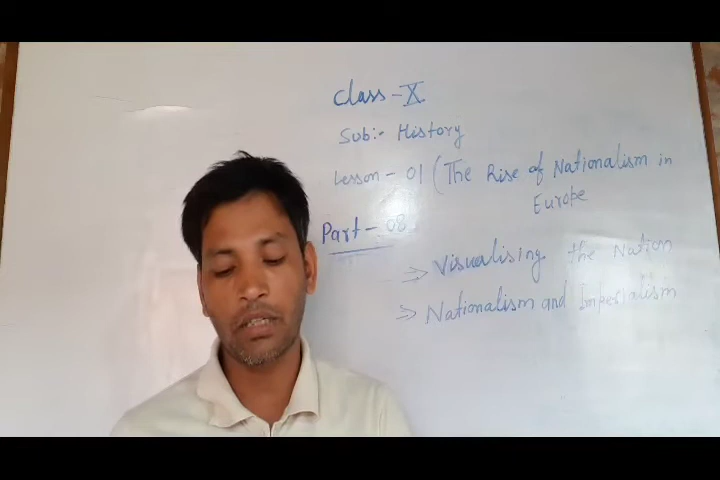 Class - X
Sub:- History
Lesson - 01 (The Rise of Nationalism in
Europe
Part - 08
⇒ Visualising the Nation
⇒ Nationalism and Imperialism